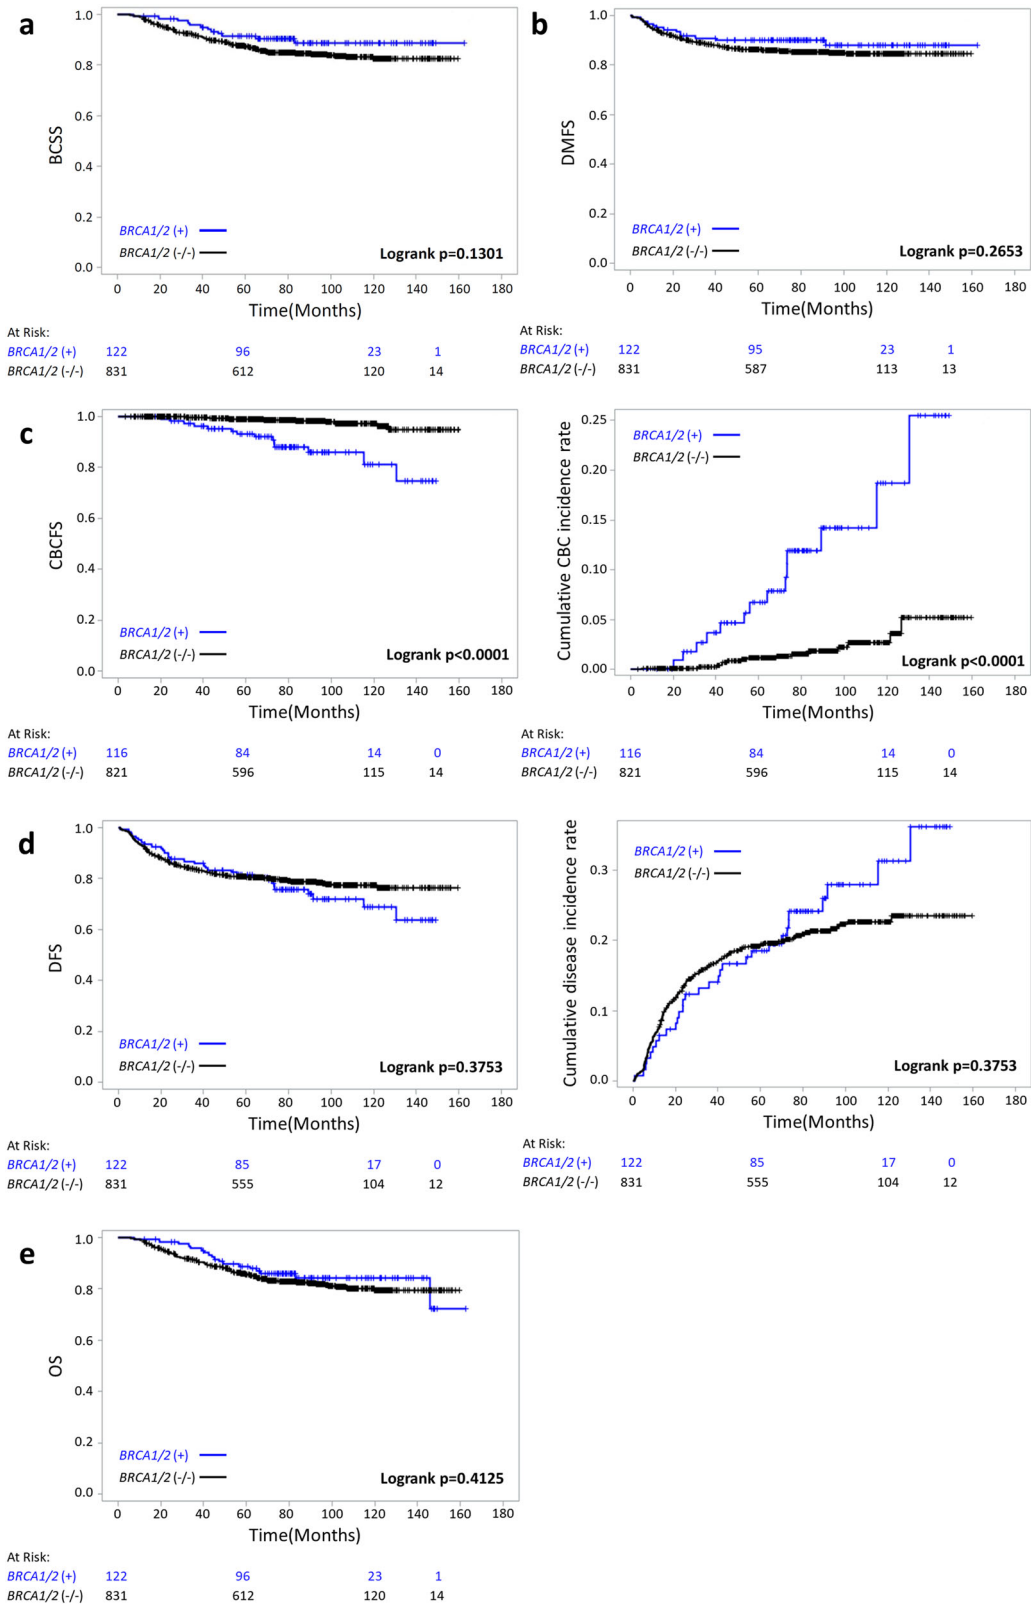 a
1.0
0.8
0.6
0.4
0.2
0.0
BCSS
BRCA1/2 (+)
BRCA1/2 (-/-)
Logrank p=0.1301
0 20 40 60 80 100 120 140 160 180
Time(Months)
At Risk:
BRCA1/2 (+) 122 96 23 1
BRCA1/2 (-/-) 831 612 120 14
b
1.0
0.8
0.6
0.4
0.2
0.0
DMFS
BRCA1/2 (+)
BRCA1/2 (-/-)
Logrank p=0.2653
0 20 40 60 80 100 120 140 160 180
Time(Months)
At Risk:
BRCA1/2 (+) 122 95 23 1
BRCA1/2 (-/-) 831 587 113 13
c
1.0
0.8
0.6
0.4
0.2
0.0
CBCFS
BRCA1/2 (+)
BRCA1/2 (-/-)
Logrank p<0.0001
0 20 40 60 80 100 120 140 160 180
Time(Months)
At Risk:
BRCA1/2 (+) 116 84 14 0
BRCA1/2 (-/-) 821 596 115 14
0.25
0.20
0.15
0.10
0.05
0.00
Cumulative CBC incidence rate
BRCA1/2 (+)
BRCA1/2 (-/-)
Logrank p<0.0001
0 20 40 60 80 100 120 140 160 180
Time(Months)
At Risk:
BRCA1/2 (+) 116 84 14 0
BRCA1/2 (-/-) 821 596 115 14
d
1.0
0.8
0.6
0.4
0.2
0.0
DFS
BRCA1/2 (+)
BRCA1/2 (-/-)
Logrank p=0.3753
0 20 40 60 80 100 120 140 160 180
Time(Months)
At Risk:
BRCA1/2 (+) 122 85 17 0
BRCA1/2 (-/-) 831 555 104 12
0.3
0.2
0.1
0.0
Cumulative disease incidence rate
BRCA1/2 (+)
BRCA1/2 (-/-)
Logrank p=0.3753
0 20 40 60 80 100 120 140 160 180
Time(Months)
At Risk:
BRCA1/2 (+) 122 85 17 0
BRCA1/2 (-/-) 831 555 104 12
e
1.0
0.8
0.6
0.4
0.2
0.0
OS
BRCA1/2 (+)
BRCA1/2 (-/-)
Logrank p=0.4125
0 20 40 60 80 100 120 140 160 180
Time(Months)
At Risk:
BRCA1/2 (+) 122 96 23 1
BRCA1/2 (-/-) 831 612 120 14